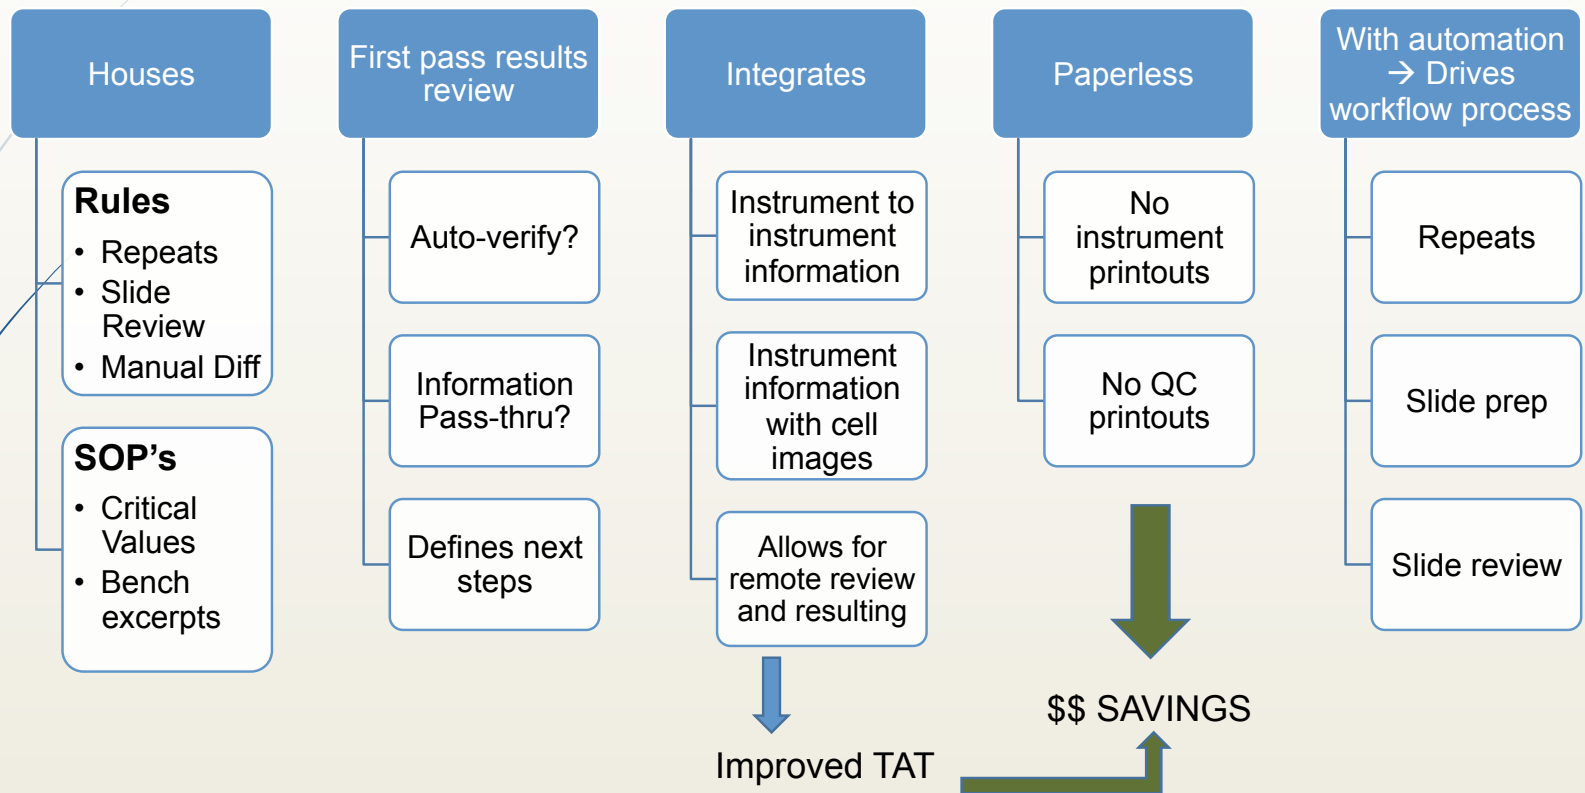 Houses
Rules
• Repeats
• Slide
Review
• Manual Diff
SOP's
• Critical
Values
• Bench
excerpts
First pass results
review
Auto-verify?
Information
Pass-thru?
Defines next
steps
Integrates
Instrument to
instrument
information
Instrument
information
with cell
images
Allows for
remote review
and resulting
Improved TAT
Paperless
No
instrument
printouts
No QC
printouts
$$ SAVINGS
With automation
→ Drives
workflow process
Repeats
Slide prep
Slide review